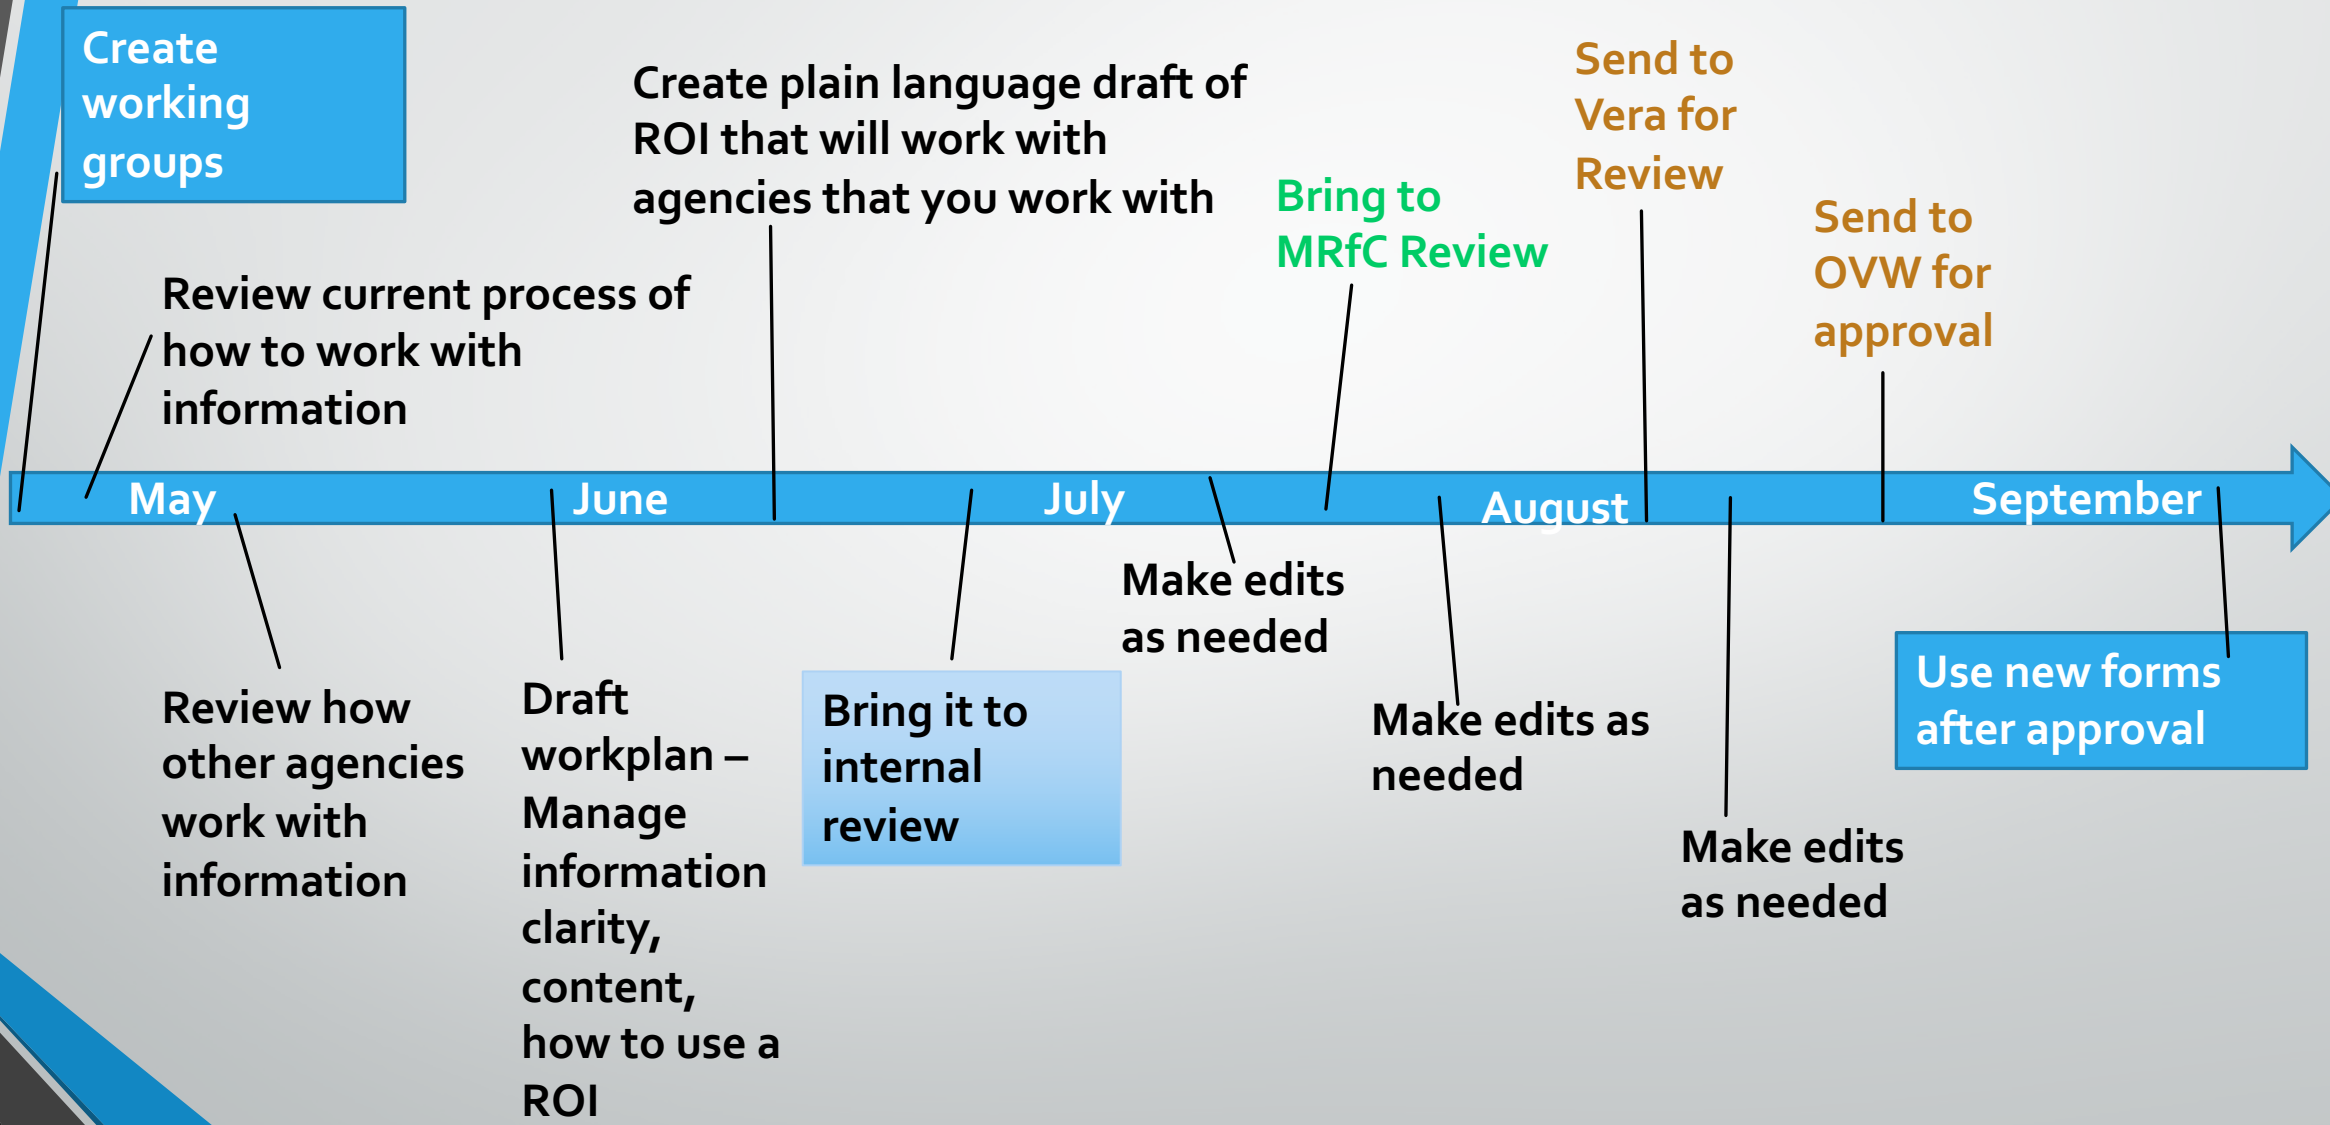 Create
working
groups
Create plain language draft of
ROI that will work with
agencies that you work with
Send to
Vera for
Review
Bring to
MRfC Review
Send to
OVW for
approval
Review current process of
how to work with
information
May
June
July
August
September
Make edits
as needed
Review how
other agencies
work with
information
Draft
workplan –
Manage
information
clarity,
content,
how to use a
ROI
Bring it to
internal
review
Make edits as
needed
Use new forms
after approval
Make edits
as needed